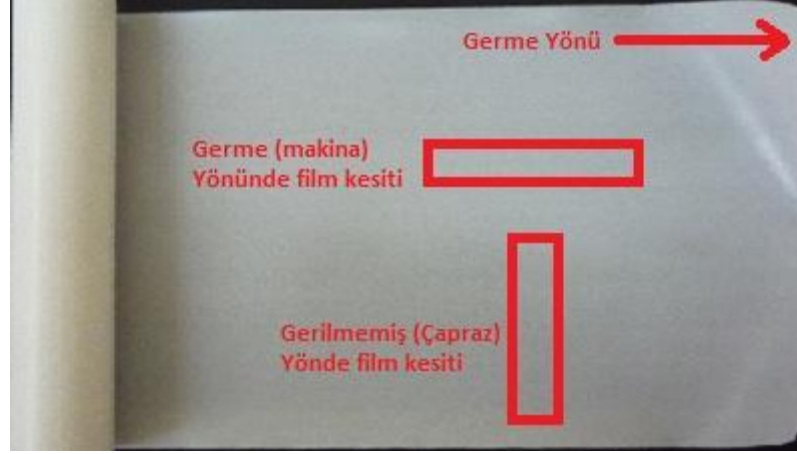 Germe Yönü
Germe (makina)
Yönünde film kesiti
Gerilmemiş (Çapraz)
Yönde film kesiti